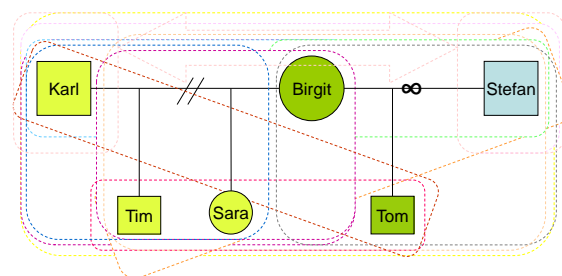 Karl
Birgit
∞
Stefan
Tim
Sara
Tom